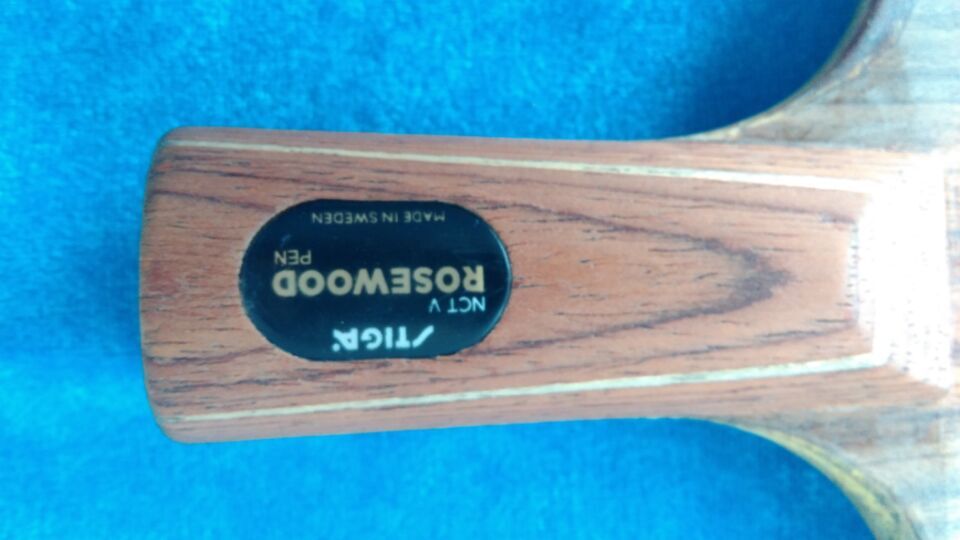 STIGA
NCT V
ROSEWOOD
PEN
MADE IN SWEDEN